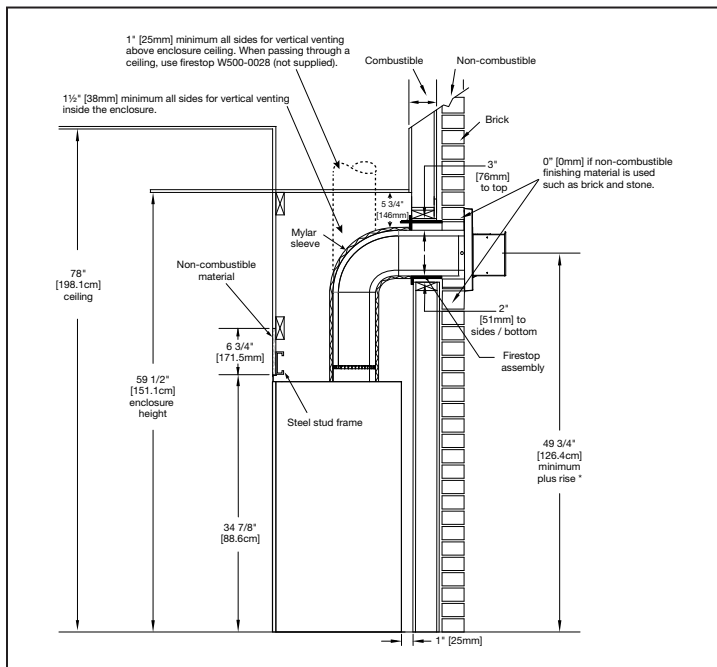 1" [25mm] minimum all sides for vertical venting
above enclosure ceiling. When passing through a
ceiling, use firestop W500-0028 (not supplied).
Combustible
Non-combustible
1½" [38mm] minimum all sides for vertical venting
inside the enclosure.
Brick
3"
[76mm]
to top
0" [0mm] if non-combustible
finishing material is used
such as brick and stone.
5 3/4"
[146mm]
Mylar
sleeve
Non-combustible
material
78"
[198.1cm]
ceiling
2"
[51mm] to
sides / bottom
6 3/4"
[171.5mm]
Firestop
assembly
59 1/2"
[151.1cm]
enclosure
height
Steel stud frame
49 3/4"
[126.4cm]
minimum
plus rise *
34 7/8"
[88.6cm]
1" [25mm]